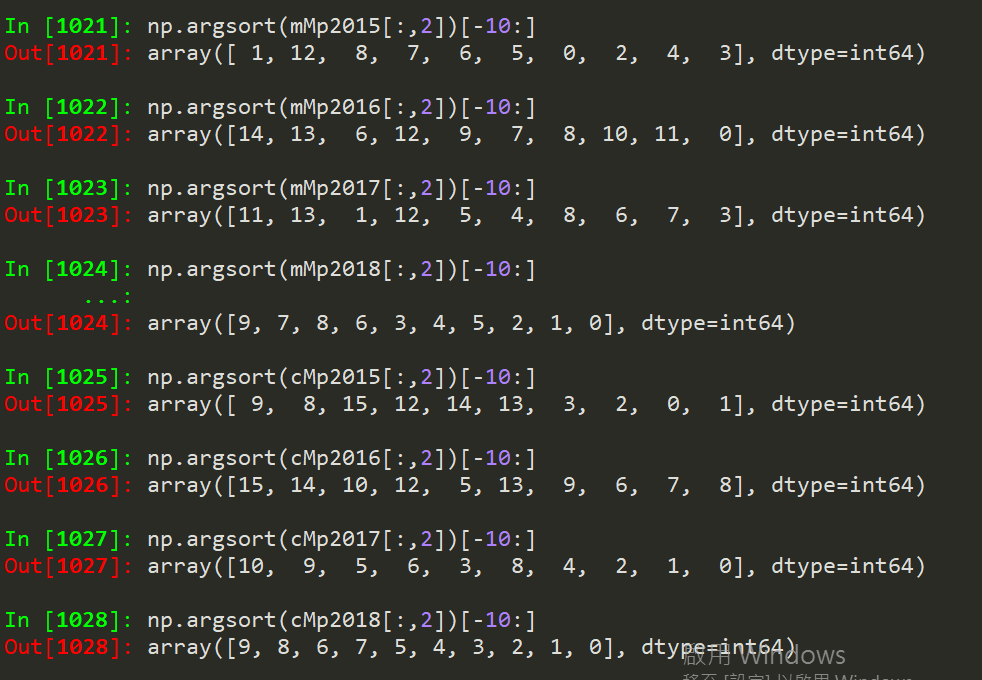 In [1021]: np.argsort(mMp2015[:,2])[-10:]
Out[1021]: array([ 1, 12,  8,  7,  6,  5,  0,  2,  4,  3], dtype=int64)
In [1022]: np.argsort(mMp2016[:,2])[-10:]
Out[1022]: array([14, 13,  6, 12,  9,  7,  8, 10, 11,  0], dtype=int64)
In [1023]: np.argsort(mMp2017[:,2])[-10:]
Out[1023]: array([11, 13,  1, 12,  5,  4,  8,  6,  7,  3], dtype=int64)
In [1024]: np.argsort(mMp2018[:,2])[-10:]
...:
Out[1024]: array([9, 7, 8, 6, 3, 4, 5, 2, 1, 0], dtype=int64)
In [1025]: np.argsort(cMp2015[:,2])[-10:]
Out[1025]: array([ 9,  8, 15, 12, 14, 13,  3,  2,  0,  1], dtype=int64)
In [1026]: np.argsort(cMp2016[:,2])[-10:]
Out[1026]: array([15, 14, 10, 12,  5, 13,  9,  6,  7,  8], dtype=int64)
In [1027]: np.argsort(cMp2017[:,2])[-10:]
Out[1027]: array([10,  9,  5,  6,  3,  8,  4,  2,  1,  0], dtype=int64)
In [1028]: np.argsort(cMp2018[:,2])[-10:]
Out[1028]: array([9, 8, 6, 7, 5, 4, 3, 2, 1, 0], dtype=int64)
啟用 Windows
移至 [設定] 以啟用 Windows